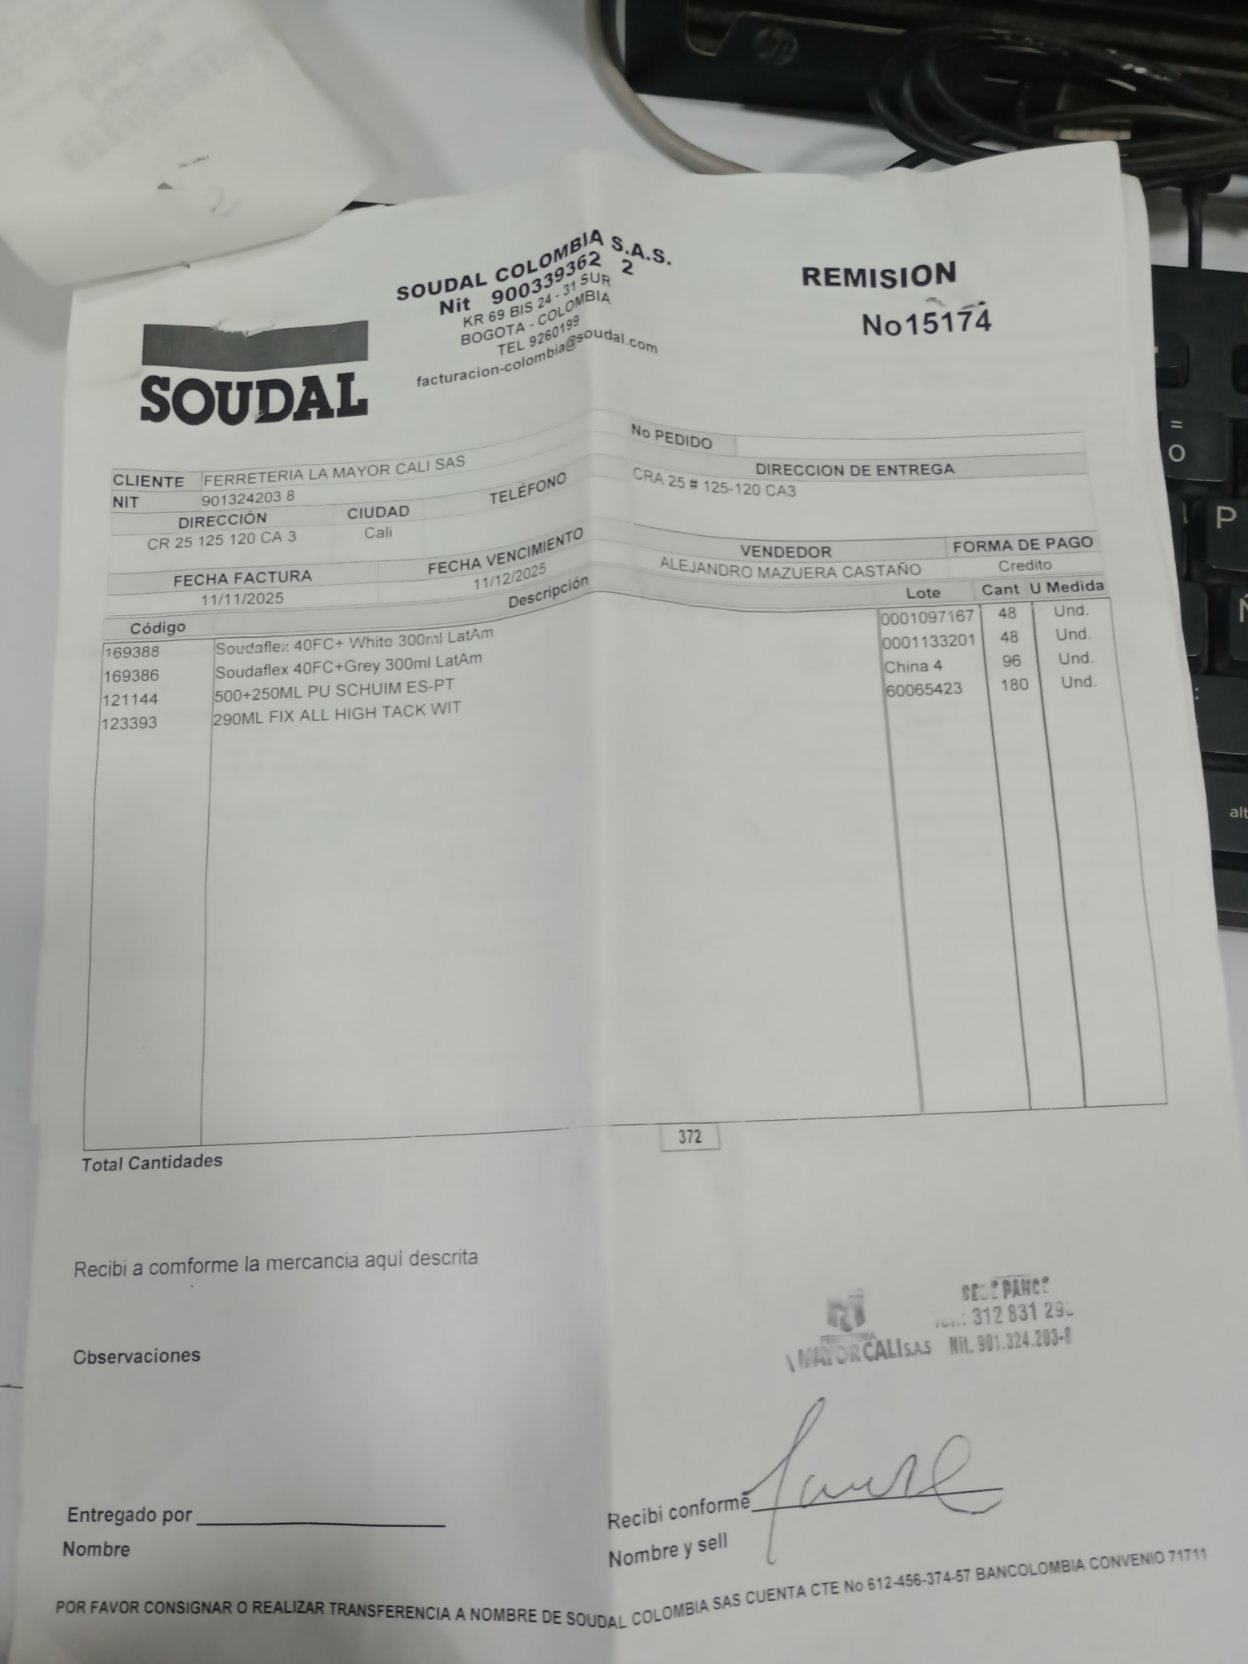 SOUDAL COLOMBIA S.A.S.
Nit 900339362 2
KR 69 BIS 24 - 31 SUR
BOGOTA - COLOMBIA
TEL 9260199
facturacion-colombia@soudal.com
REMISION
No15174
SOUDAL
No PEDIDO
CLIENTE FERRETERIA LA MAYOR CALI SAS
NIT 901324203 8
DIRECCIÓN CIUDAD TELÉFONO
CR 25 125 120 CA 3 Cali
DIRECCION DE ENTREGA
CRA 25 # 125-120 CA3
FECHA FACTURA FECHA VENCIMIENTO VENDEDOR FORMA DE PAGO
11/11/2025 11/12/2025 ALEJANDRO MAZUERA CASTAÑO Credito
Código Descripción Lote Cant U Medida
169388 Soudaflex 40FC+ White 300ml LatAm 0001097167 48 Und.
169386 Soudaflex 40FC+Grey 300ml LatAm 0001133201 48 Und.
121144 500+250ML PU SCHUIM ES-PT China 4 96 Und.
123393 290ML FIX ALL HIGH TACK WIT 60065423 180 Und.
Total Cantidades 372
Recibi a comforme la mercancia aquí descrita
Observaciones
SEDE PANCE
312 831
MAYOR CALI S.A.S Nit. 901.324.203-8
Entregado por
Nombre
Recibi conforme
Nombre y sell
POR FAVOR CONSIGNAR O REALIZAR TRANSFERENCIA A NOMBRE DE SOUDAL COLOMBIA SAS CUENTA CTE No 612-456-374-57 BANCOLOMBIA CONVENIO 71711
hp
=
O
P
Ñ
alt